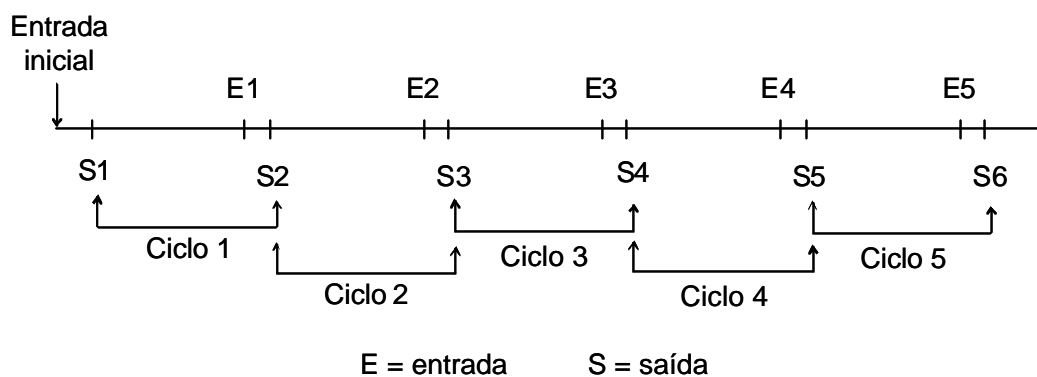 Entrada
inicial
E1 E2 E3 E4 E5
S1 S2 S3 S4 S5 S6
Ciclo 1 Ciclo 3 Ciclo 5
Ciclo 2 Ciclo 4
E = entrada S = saída